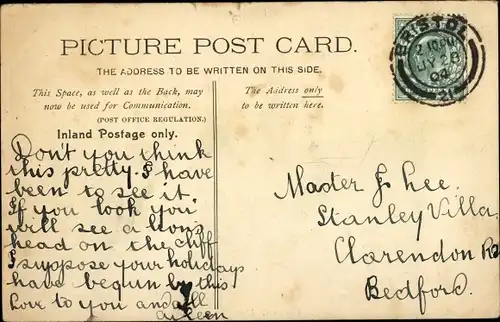 PICTURE POST CARD.
THE ADDRESS TO BE WRITTEN ON THIS SIDE.
This Space, as well as the Back, may
now be used for Communication.
(POST OFFICE REGULATION.)
Inland Postage only.
The Address only
to be written here.
BRISTOL
JY 28
04
Don't you think
this pretty. I have
been to see it.
If you look you
will see a lions
head on the cliff
I suppose your holidays
have begun by this
love to you and all
Aileen
Master J. Lee.
Stanley Villa
Clarendon Rd
Bedford.